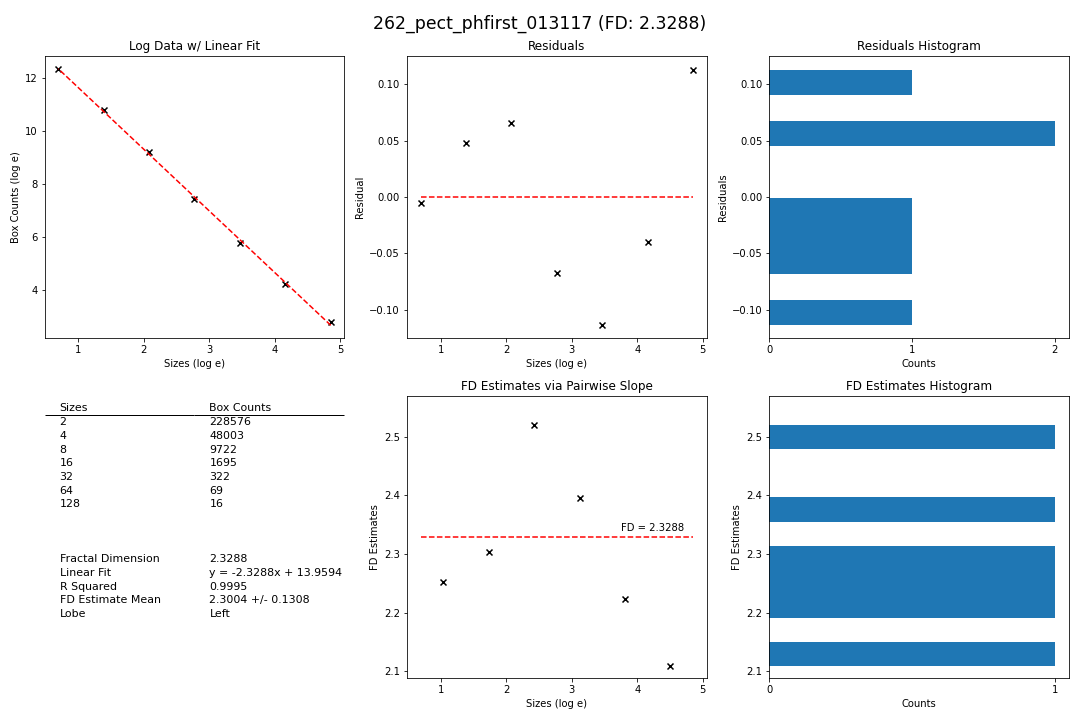 262_pect_phfirst_013117 (FD: 2.3288)
Log Data w/ Linear Fit
Box Counts (log e)
12
10
8
6
4
1
2
3
4
5
Sizes (log e)
Residuals
Residual
0.10
0.05
0.00
−0.05
−0.10
1
2
3
4
5
Sizes (log e)
Residuals Histogram
Residuals
0.10
0.05
0.00
−0.05
−0.10
0
1
2
Counts
Sizes Box Counts
2 228576
4 48003
8 9722
16 1695
32 322
64 69
128 16
Fractal Dimension 2.3288
Linear Fit y = -2.3288x + 13.9594
R Squared 0.9995
FD Estimate Mean 2.3004 +/- 0.1308
Lobe Left
FD Estimates via Pairwise Slope
FD Estimates
2.5
2.4
2.3
2.2
2.1
FD = 2.3288
1
2
3
4
5
Sizes (log e)
FD Estimates Histogram
FD Estimates
2.5
2.4
2.3
2.2
2.1
0
1
Counts